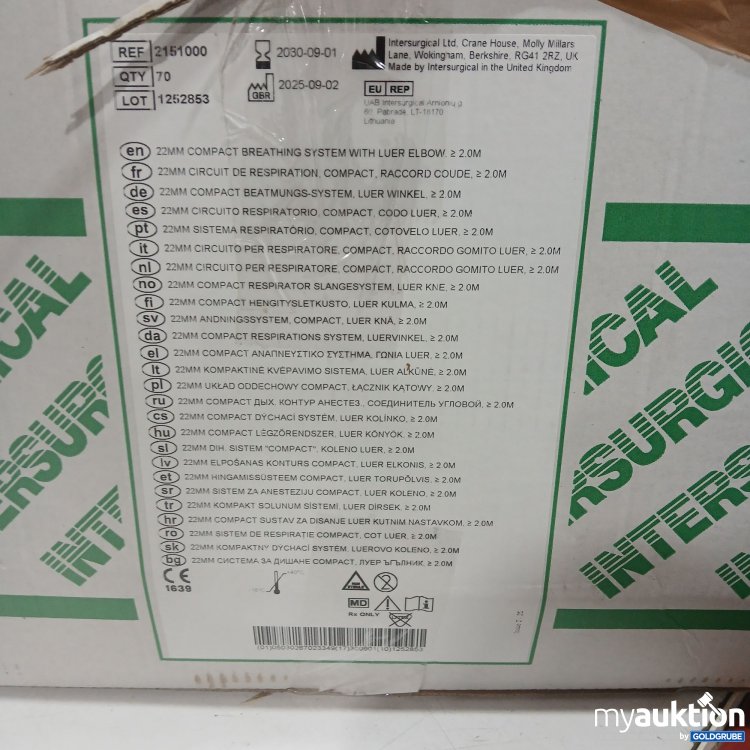 REF 2151000
QTY 70
LOT 1252853
2030-09-01
GBR 2025-09-02
Intersurgical Ltd, Crane House, Molly Millars
Lane, Wokingham, Berkshire, RG41 2RZ, UK
Made by Intersurgical in the United Kingdom
EU REP
UAB Intersurgical Arnionių g
60, Pabradė, LT-18170
Lithuania
en 22MM COMPACT BREATHING SYSTEM WITH LUER ELBOW. ≥ 2.0M
fr 22MM CIRCUIT DE RESPIRATION, COMPACT, RACCORD COUDE, ≥ 2.0M
de 22MM COMPACT BEATMUNGS-SYSTEM, LUER WINKEL, ≥ 2.0M
es 22MM CIRCUITO RESPIRATORIO, COMPACT, CODO LUER, ≥ 2.0M
pt 22MM SISTEMA RESPIRATÓRIO, COMPACT, COTOVELO LUER, ≥ 2.0M
it 22MM CIRCUITO PER RESPIRATORE, COMPACT, RACCORDO GOMITO LUER, ≥ 2.0M
nl 22MM CIRCUITO PER RESPIRATORE, COMPACT, RACCORDO GOMITO LUER, ≥ 2.0M
no 22MM COMPACT RESPIRATOR SLANGESYSTEM, LUER KNE, ≥ 2.0M
fi 22MM COMPACT HENGITYSLETKUSTO, LUER KULMA, ≥ 2.0M
sv 22MM ANDNINGSSYSTEM, COMPACT, LUER KNÄ, ≥ 2.0M
da 22MM COMPACT RESPIRATIONS SYSTEM, LUERVINKEL, ≥ 2.0M
el 22MM COMPACT ΑΝΑΠΝΕΥΣΤΙΚΟ ΣΥΣΤΗΜΑ, ΓΩΝΙΑ LUER, ≥ 2.0M
lt 22MM KOMPAKTINĖ KVĖPAVIMO SISTEMA, LUER ALKŪNĖ, ≥ 2.0M
pl 22MM UKŁAD ODDECHOWY COMPACT, ŁĄCZNIK KĄTOWY, ≥ 2.0M
ru 22MM COMPACT ДЫХ. КОНТУР АНЕСТЕЗ., СОЕДИНИТЕЛЬ УГЛОВОЙ, ≥ 2.0M
cs 22MM COMPACT DÝCHACÍ SYSTÉM, LUER KOLÍNKO, ≥ 2.0M
hu 22MM COMPACT LÉGZŐRENDSZER, LUER KÖNYÖK, ≥ 2.0M
sl 22MM DIH. SISTEM "COMPACT", KOLENO LUER, ≥ 2.0M
lv 22MM ELPOŠANAS KONTURS COMPACT, LUER ELKONIS, ≥ 2.0M
et 22MM HINGAMISSÜSTEEM COMPACT, LUER TORUPÕLVIS, ≥ 2.0M
sr 22MM SISTEM ZA ANESTEZIJU COMPACT, LUER KOLENO, ≥ 2.0M
tr 22MM KOMPAKT SOLUNUM SİSTEMİ, LUER DİRSEK, ≥ 2.0M
hr 22MM COMPACT SUSTAV ZA DISANJE LUER KUTNIM NASTAVKOM, ≥ 2.0M
ro 22MM SISTEM DE RESPIRAȚIE COMPACT, COT LUER, ≥ 2.0M
sk 22MM KOMPAKTNÝ DÝCHACÍ SYSTÉM, LUEROVO KOLENO, ≥ 2.0M
bg 22MM СИСТЕМА ЗА ДИШАНЕ COMPACT, ЛУЕР ЪГЪЛНИК, ≥ 2.0M
CE
1639
MD
Rx ONLY
(01)05030267023349(17)300901(10)1252853
INTERSURGICAL
INTERSURGICAL
myauktion
by GOLDGRUBE